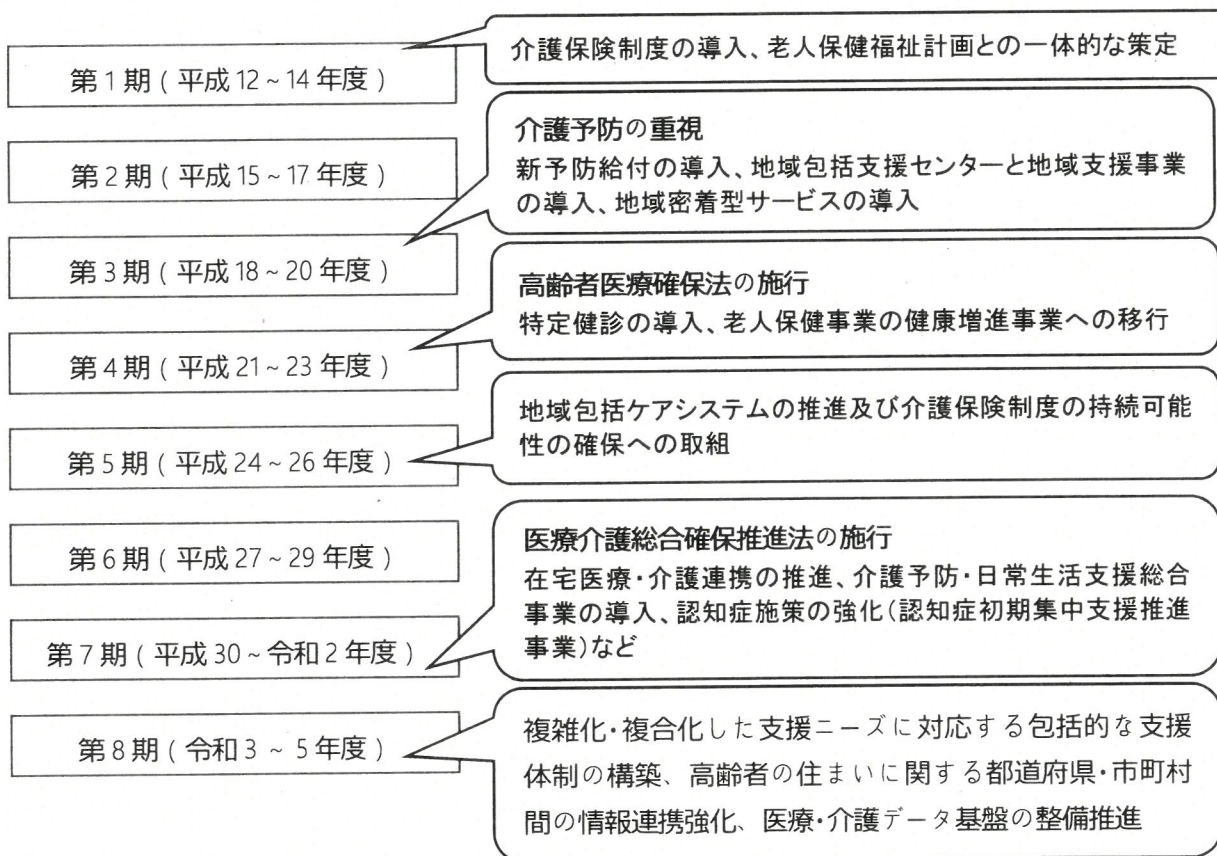 介護保険制度の導入、老人保健福祉計画との一体的な策定
第1期(平成12~14年度)
介護予防の重視
新予防給付の導入、地域包括支援センターと地域支援事業
の導入、地域密着型サービスの導入
第2期(平成15~17年度)
第3期(平成18~20年度)
高齢者医療確保法の施行
特定健診の導入、老人保健事業の健康増進事業への移行
第4期(平成21~23年度)
地域包括ケアシステムの推進及び介護保険制度の持続可能
性の確保への取組
第5期(平成24~26年度)
第6期(平成27~29年度)
医療介護総合確保推進法の施行
在宅医療・介護連携の推進、介護予防・日常生活支援総合
事業の導入、認知症施策の強化(認知症初期集中支援推進
事業)など
第7期(平成30~令和2年度)
第8期(令和3~5年度)
複雑化・複合化した支援ニーズに対応する包括的な支援
体制の構築、高齢者の住まいに関する都道府県・市町村
間の情報連携強化、医療・介護データ基盤の整備推進